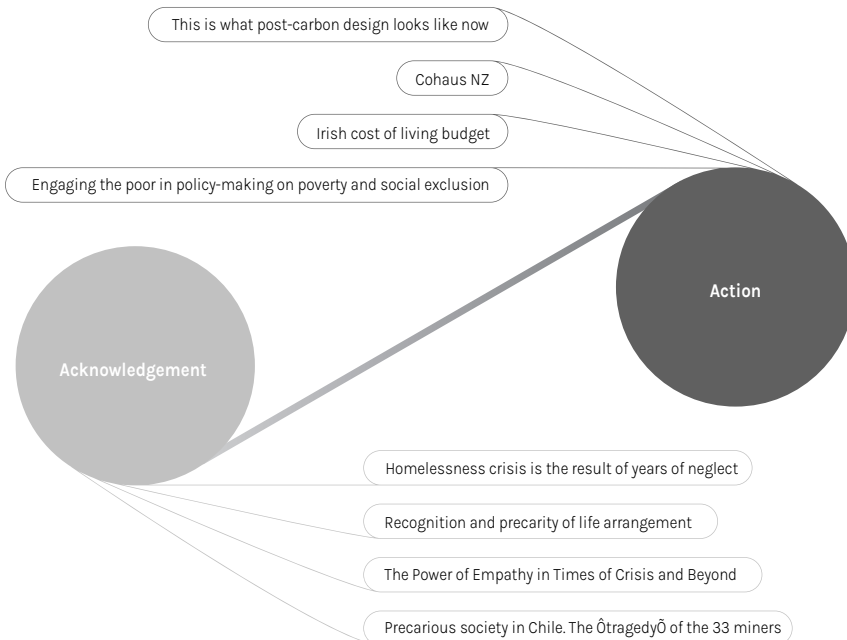 This is what post-carbon design looks like now
Cohaus NZ
Irish cost of living budget
Engaging the poor in policy-making on poverty and social exclusion
Action
Acknowledgement
Homelessness crisis is the result of years of neglect
Recognition and precarity of life arrangement
The Power of Empathy in Times of Crisis and Beyond
Precarious society in Chile. The ÔtragedyÕ of the 33 miners